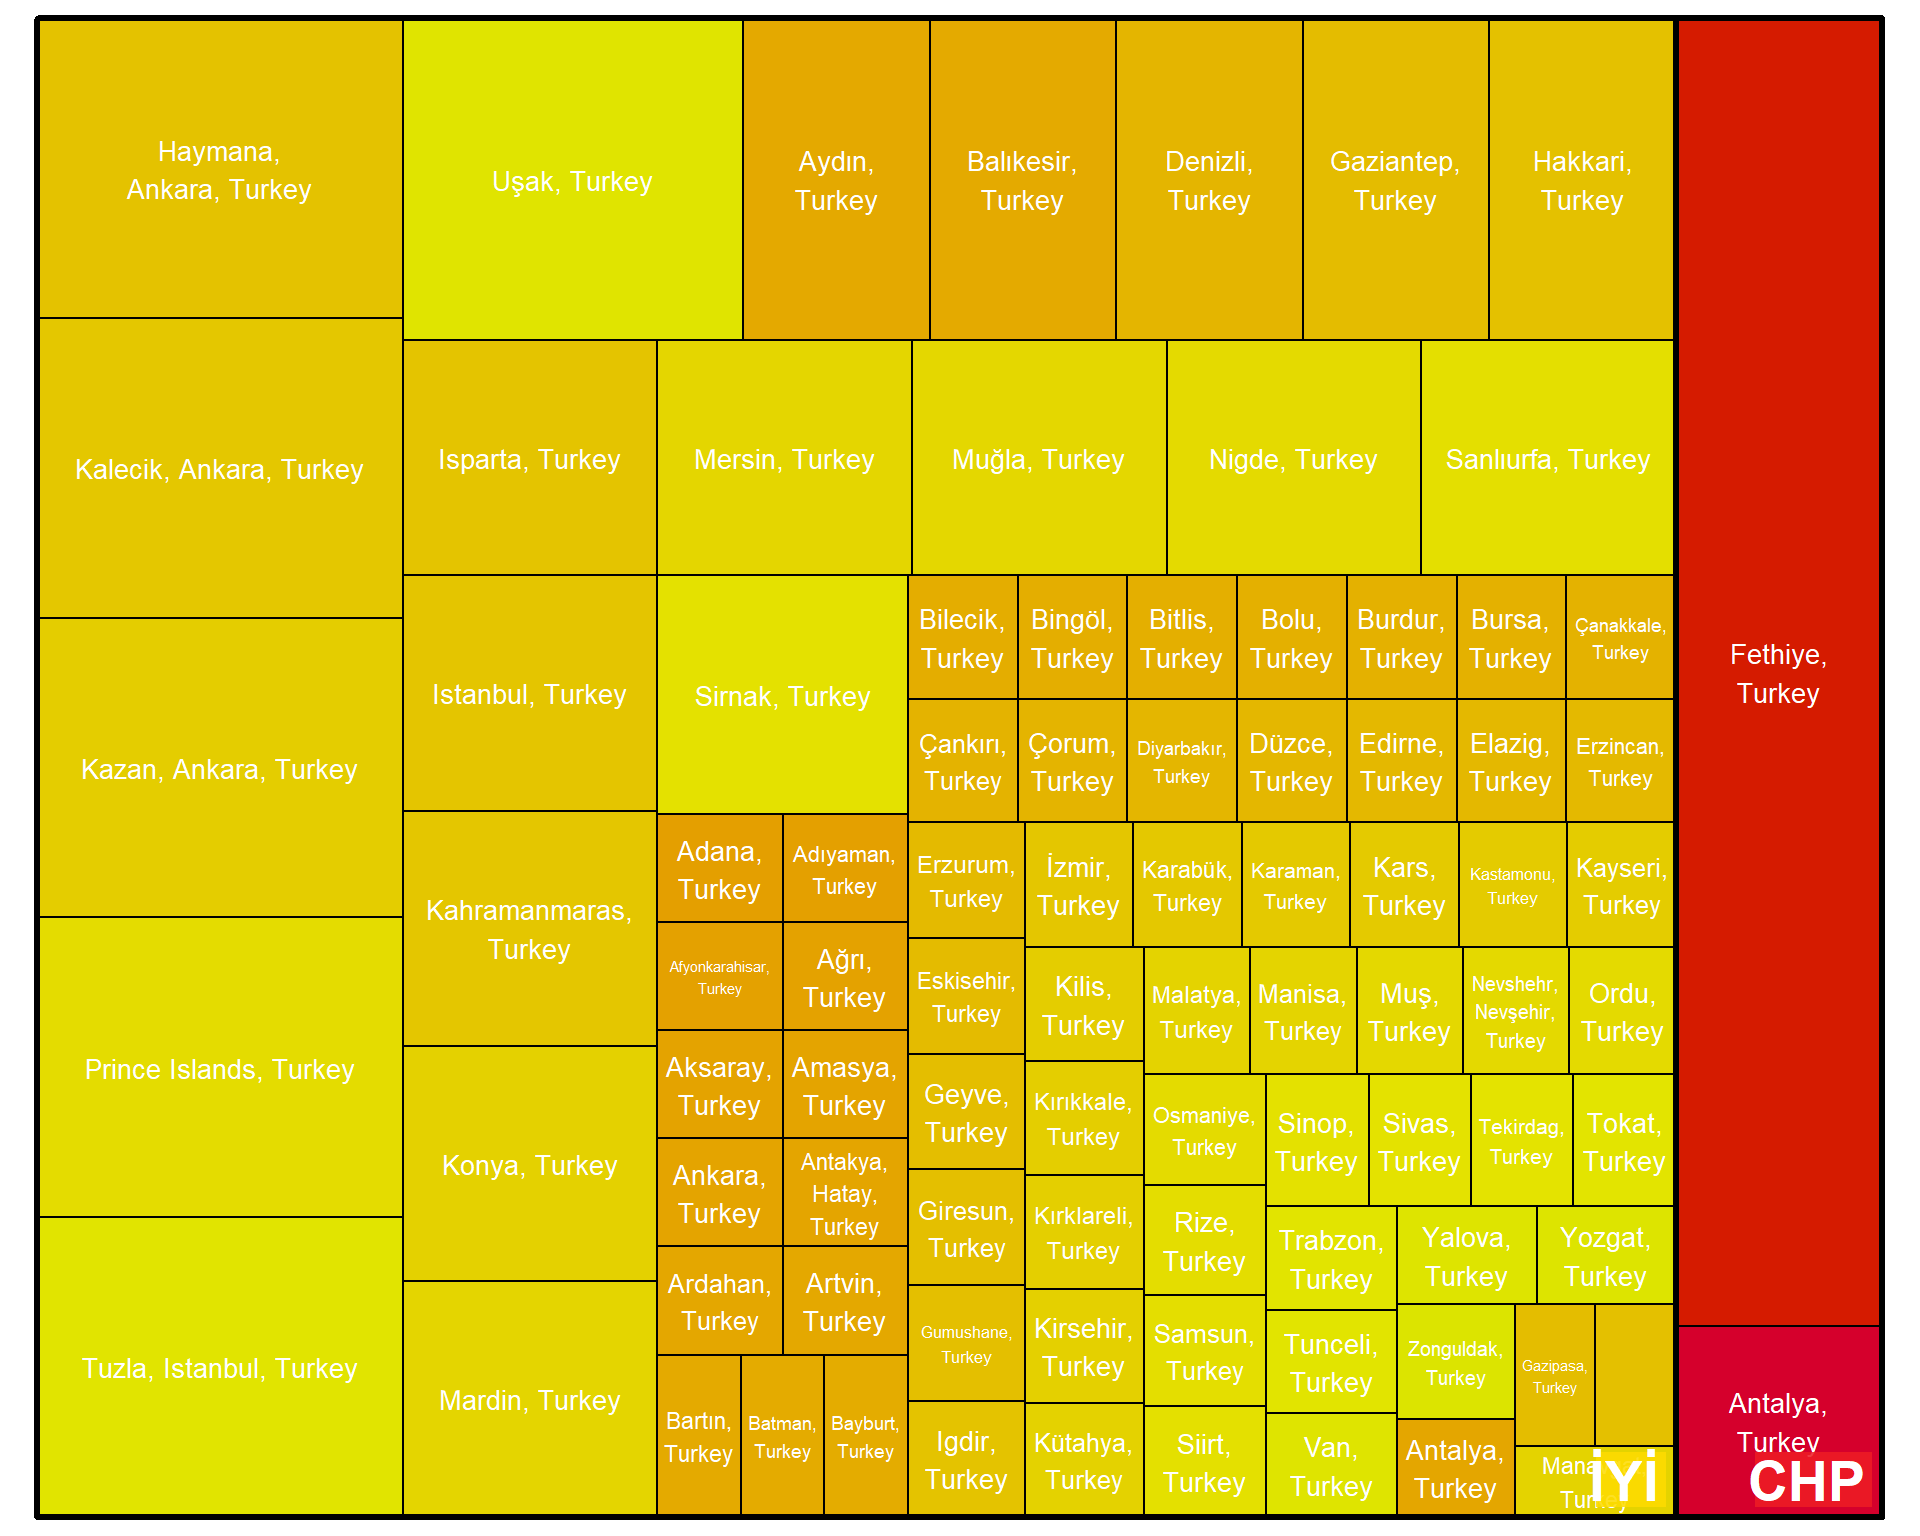 Haymana,
Ankara, Turkey
Kalecik, Ankara, Turkey
Kazan, Ankara, Turkey
Prince Islands, Turkey
Tuzla, Istanbul, Turkey
Uşak, Turkey
Aydın,
Turkey
Balıkesir,
Turkey
Denizli,
Turkey
Gaziantep,
Turkey
Hakkari,
Turkey
Isparta, Turkey
Mersin, Turkey
Muğla, Turkey
Nigde, Turkey
Sanlıurfa, Turkey
Istanbul, Turkey
Kahramanmaras,
Turkey
Konya, Turkey
Mardin, Turkey
Sirnak, Turkey
Adana,
Turkey
Adıyaman,
Turkey
Afyonkarahisar,
Turkey
Ağrı,
Turkey
Aksaray,
Turkey
Amasya,
Turkey
Ankara,
Turkey
Antakya,
Hatay,
Turkey
Ardahan,
Turkey
Artvin,
Turkey
Bartın,
Turkey
Batman,
Turkey
Bayburt,
Turkey
Bilecik,
Turkey
Bingöl,
Turkey
Bitlis,
Turkey
Bolu,
Turkey
Burdur,
Turkey
Bursa,
Turkey
Çanakkale,
Turkey
Çankırı,
Turkey
Çorum,
Turkey
Diyarbakır,
Turkey
Düzce,
Turkey
Edirne,
Turkey
Elazig,
Turkey
Erzincan,
Turkey
Erzurum,
Turkey
Eskisehir,
Turkey
Geyve,
Turkey
Giresun,
Turkey
Gumushane,
Turkey
Igdir,
Turkey
İzmir,
Turkey
Karabük,
Turkey
Karaman,
Turkey
Kars,
Turkey
Kastamonu,
Turkey
Kayseri,
Turkey
Kilis,
Turkey
Kırıkkale,
Turkey
Kırklareli,
Turkey
Kirsehir,
Turkey
Kütahya,
Turkey
Malatya,
Turkey
Manisa,
Turkey
Muş,
Turkey
Nevshehr,
Nevşehir,
Turkey
Ordu,
Turkey
Osmaniye,
Turkey
Rize,
Turkey
Samsun,
Turkey
Siirt,
Turkey
Sinop,
Turkey
Sivas,
Turkey
Tekirdag,
Turkey
Tokat,
Turkey
Trabzon,
Turkey
Tunceli,
Turkey
Van,
Turkey
Yalova,
Turkey
Yozgat,
Turkey
Zonguldak,
Turkey
Antalya,
Turkey
Gazipasa,
Turkey
Turkey
İYİ
Fethiye,
Turkey
Antalya,
Turkey
CHP